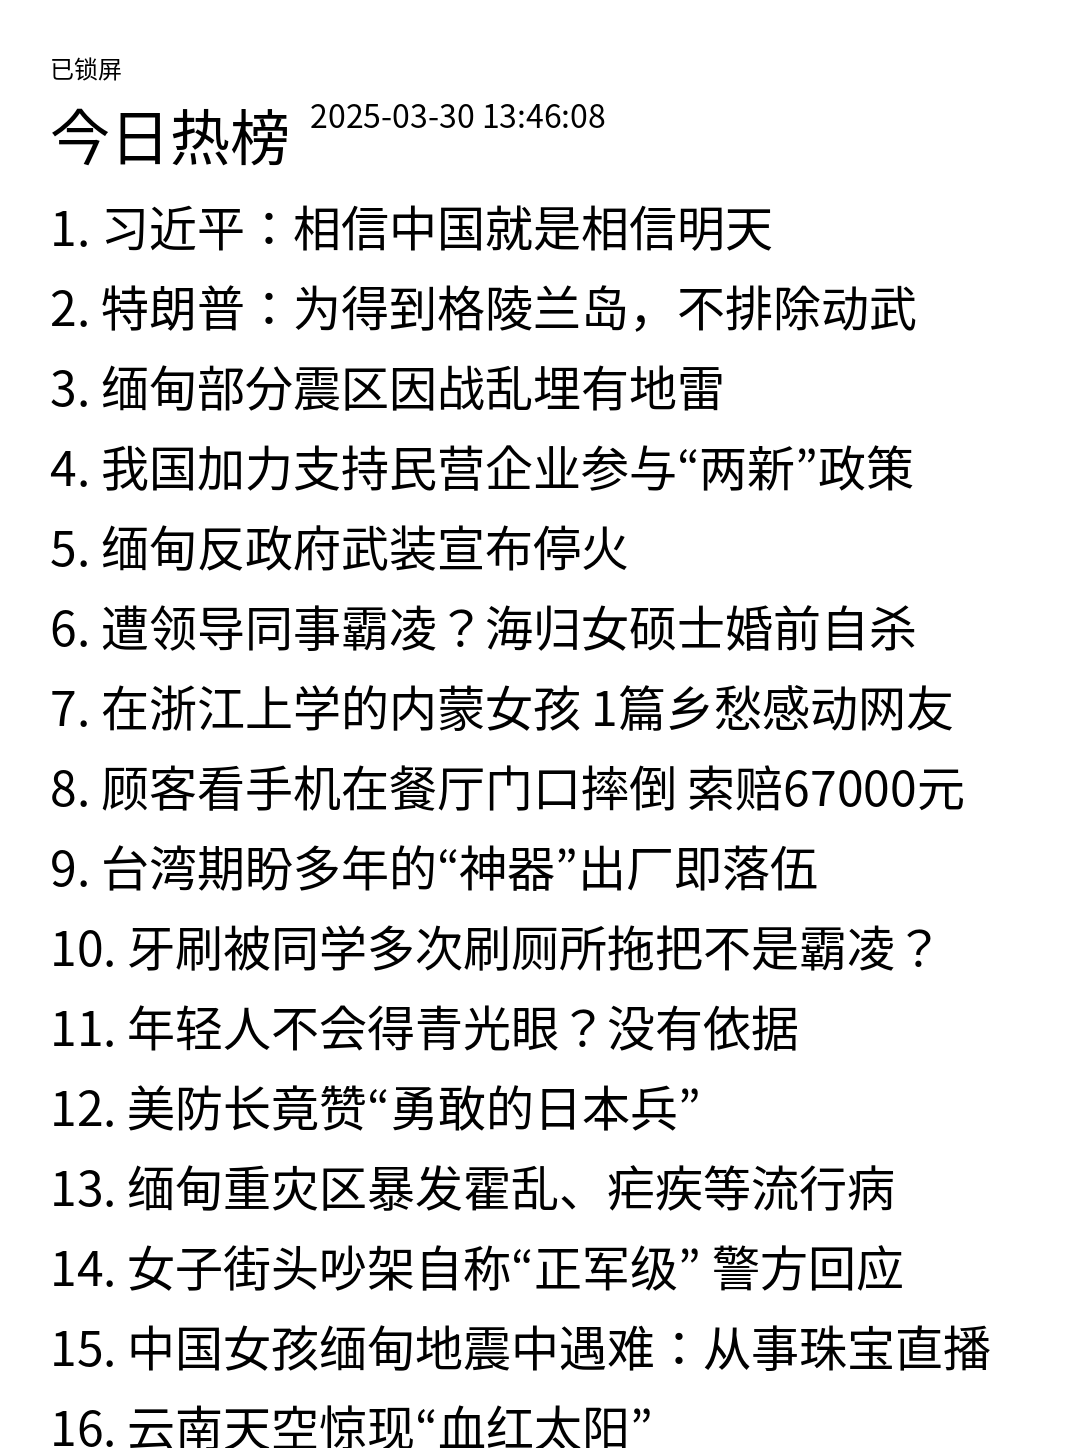 已锁屏
今日热榜 2025-03-30 13:46:08
1. 习近平：相信中国就是相信明天
2. 特朗普：为得到格陵兰岛，不排除动武
3. 缅甸部分震区因战乱埋有地雷
4. 我国加力支持民营企业参与“两新”政策
5. 缅甸反政府武装宣布停火
6. 遭领导同事霸凌？海归女硕士婚前自杀
7. 在浙江上学的内蒙女孩 1篇乡愁感动网友
8. 顾客看手机在餐厅门口摔倒 索赔67000元
9. 台湾期盼多年的“神器”出厂即落伍
10. 牙刷被同学多次刷厕所拖把不是霸凌？
11. 年轻人不会得青光眼？没有依据
12. 美防长竟赞“勇敢的日本兵”
13. 缅甸重灾区暴发霍乱、疟疾等流行病
14. 女子街头吵架自称“正军级” 警方回应
15. 中国女孩缅甸地震中遇难：从事珠宝直播
16. 云南天空惊现“血红太阳”